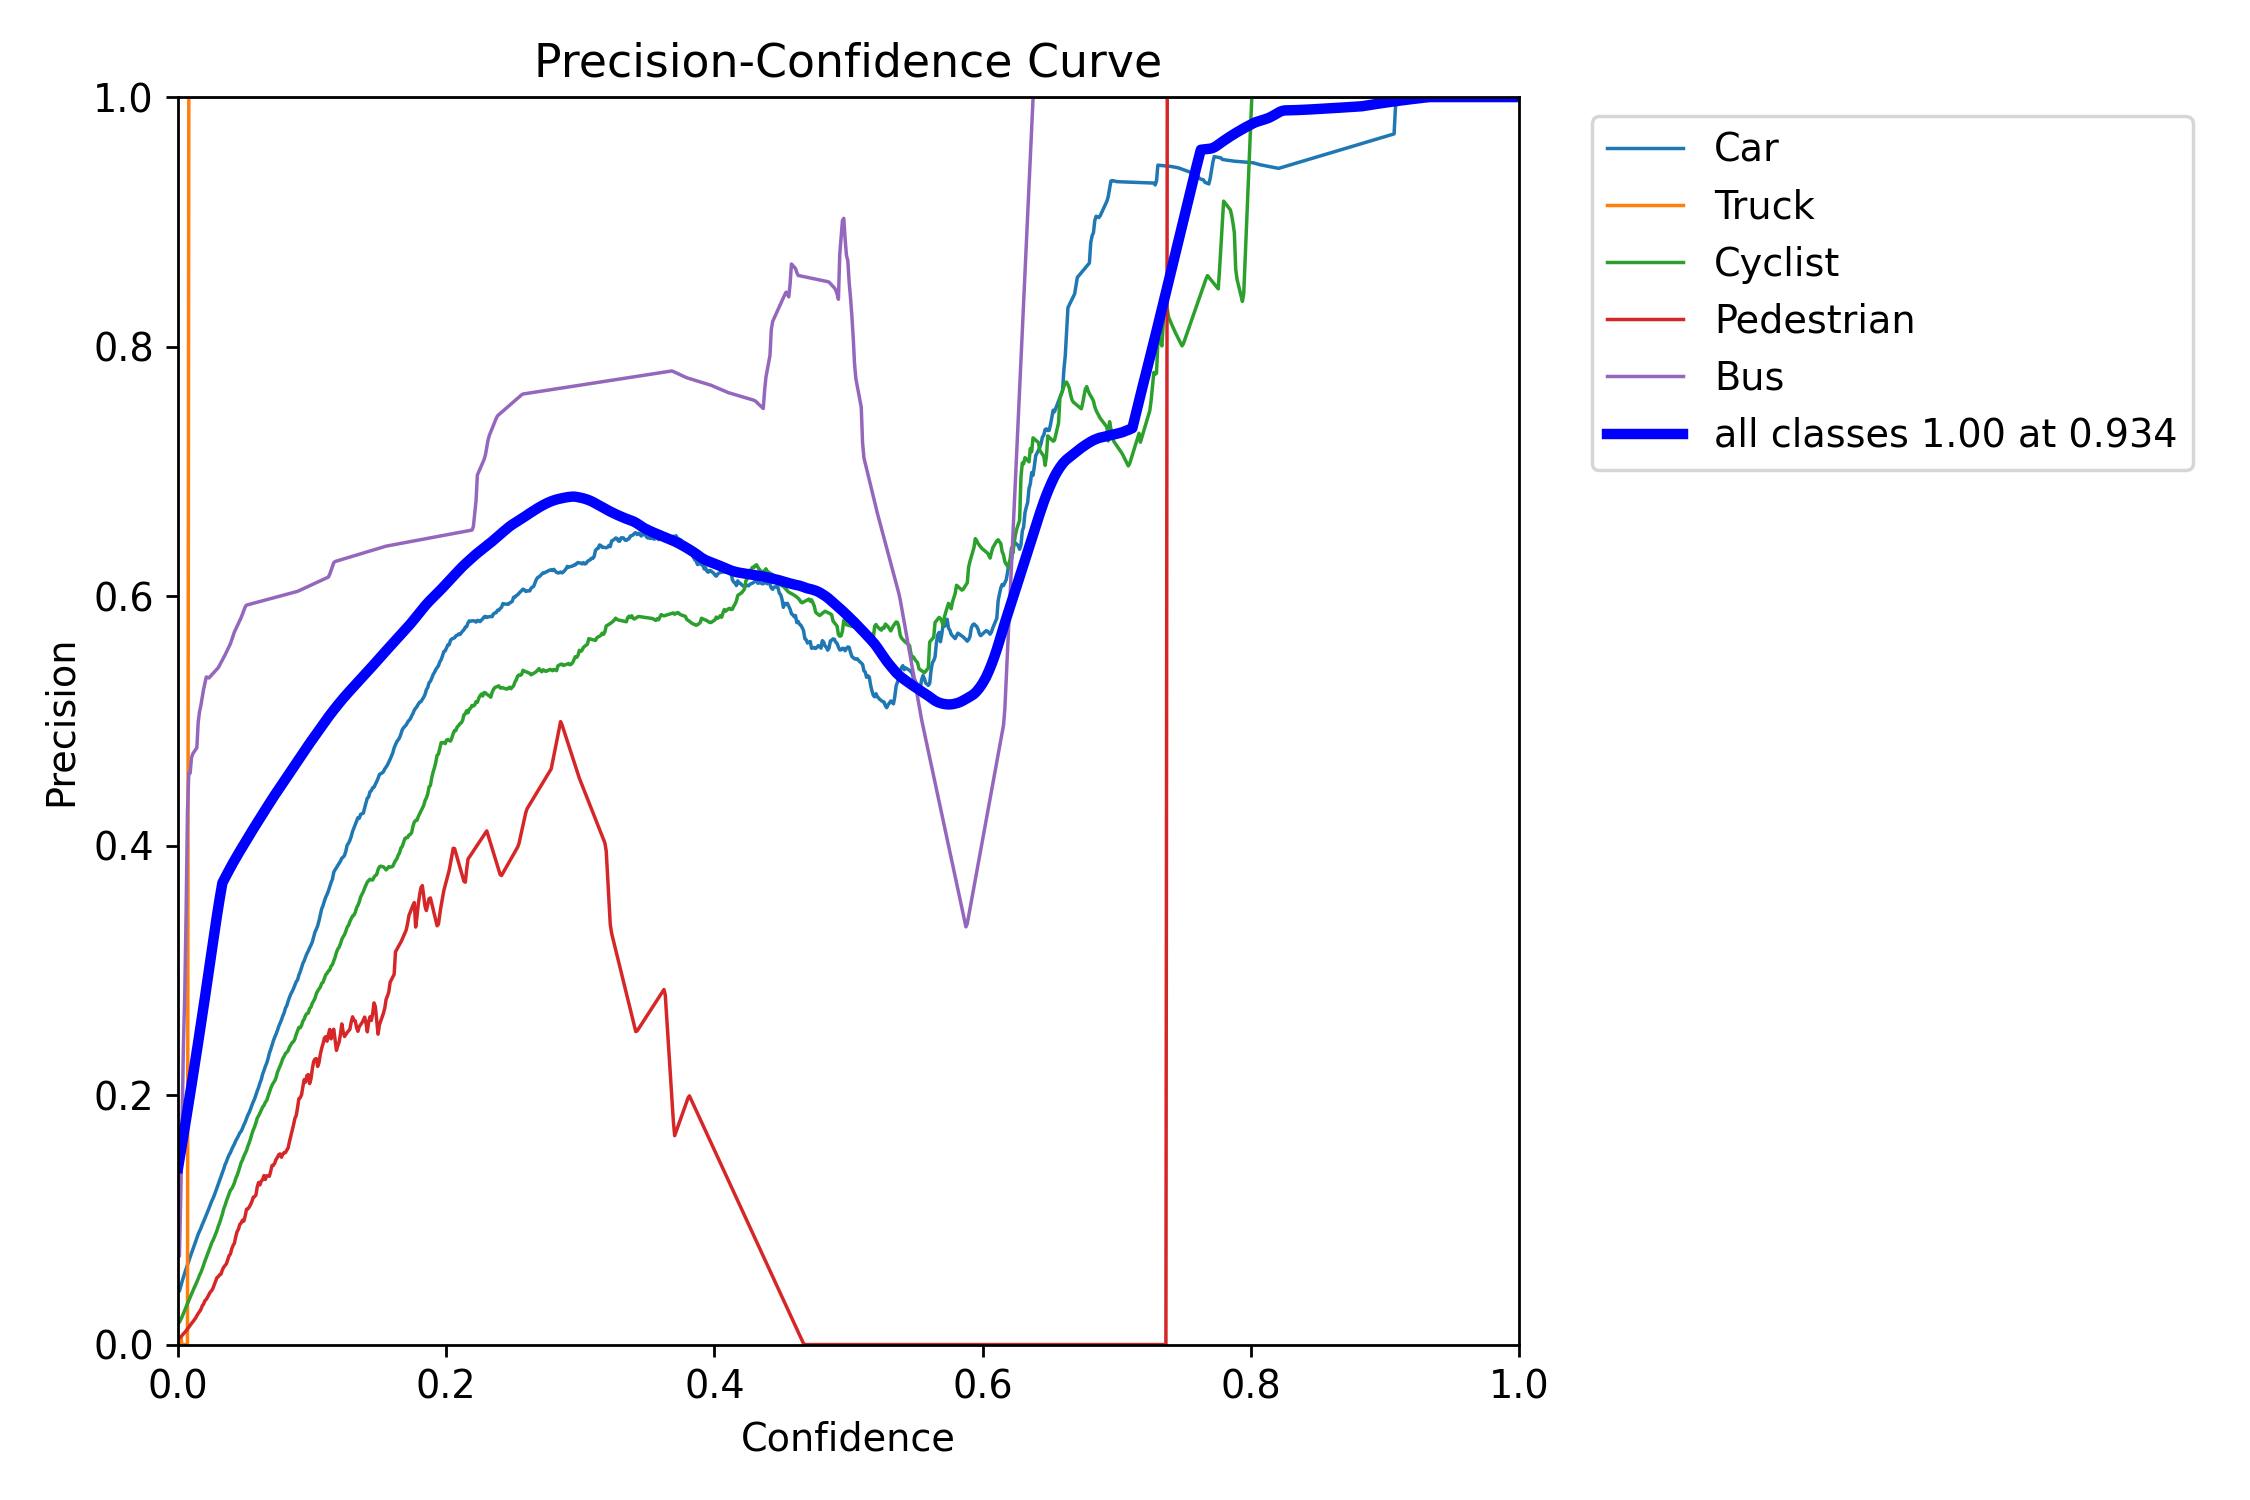 Precision-Confidence Curve
1.0
0.8
0.6
0.4
0.2
0.0
Precision
0.0 0.2 0.4 0.6 0.8 1.0
Confidence
Car
Truck
Cyclist
Pedestrian
Bus
all classes 1.00 at 0.934